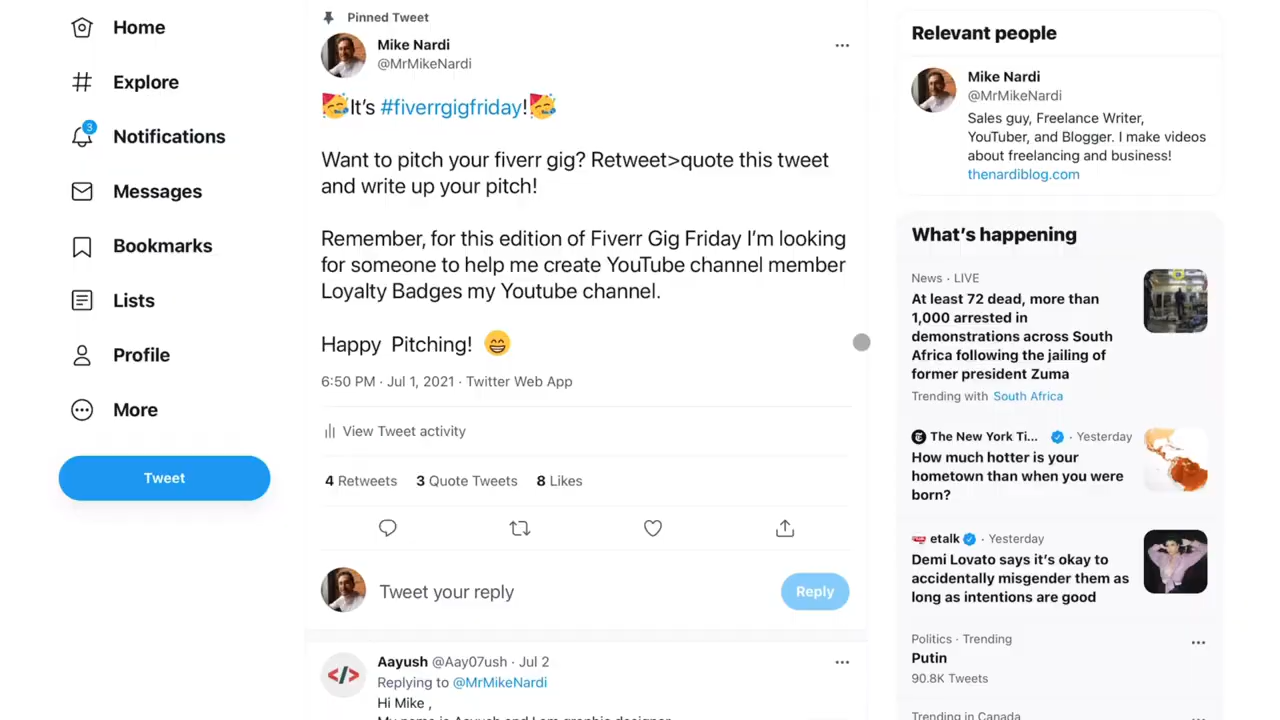 Home
Explore
3
Notifications
Messages
Bookmarks
Lists
Profile
More
Tweet
Pinned Tweet
Mike Nardi
@MrMikeNardi
It's #fiverrgigfriday!
Want to pitch your fiverr gig? Retweet>quote this tweet
and write up your pitch!
Remember, for this edition of Fiverr Gig Friday I'm looking
for someone to help me create YouTube channel member
Loyalty Badges my Youtube channel.
Happy Pitching!
6:50 PM · Jul 1, 2021 · Twitter Web App
View Tweet activity
4 Retweets 3 Quote Tweets 8 Likes
Tweet your reply
Reply
Aayush @Aay07ush · Jul 2
Replying to @MrMikeNardi
Hi Mike ,
My name is Aayush and I am graphic designer
Relevant people
Mike Nardi
@MrMikeNardi
Sales guy, Freelance Writer,
YouTuber, and Blogger. I make videos
about freelancing and business!
thenardiblog.com
What's happening
News · LIVE
At least 72 dead, more than
1,000 arrested in
demonstrations across South
Africa following the jailing of
former president Zuma
Trending with South Africa
The New York Ti... · Yesterday
How much hotter is your
hometown than when you were
born?
etalk · Yesterday
Demi Lovato says it's okay to
accidentally misgender them as
long as intentions are good
Politics · Trending
Putin
90.8K Tweets
Trending in Canada